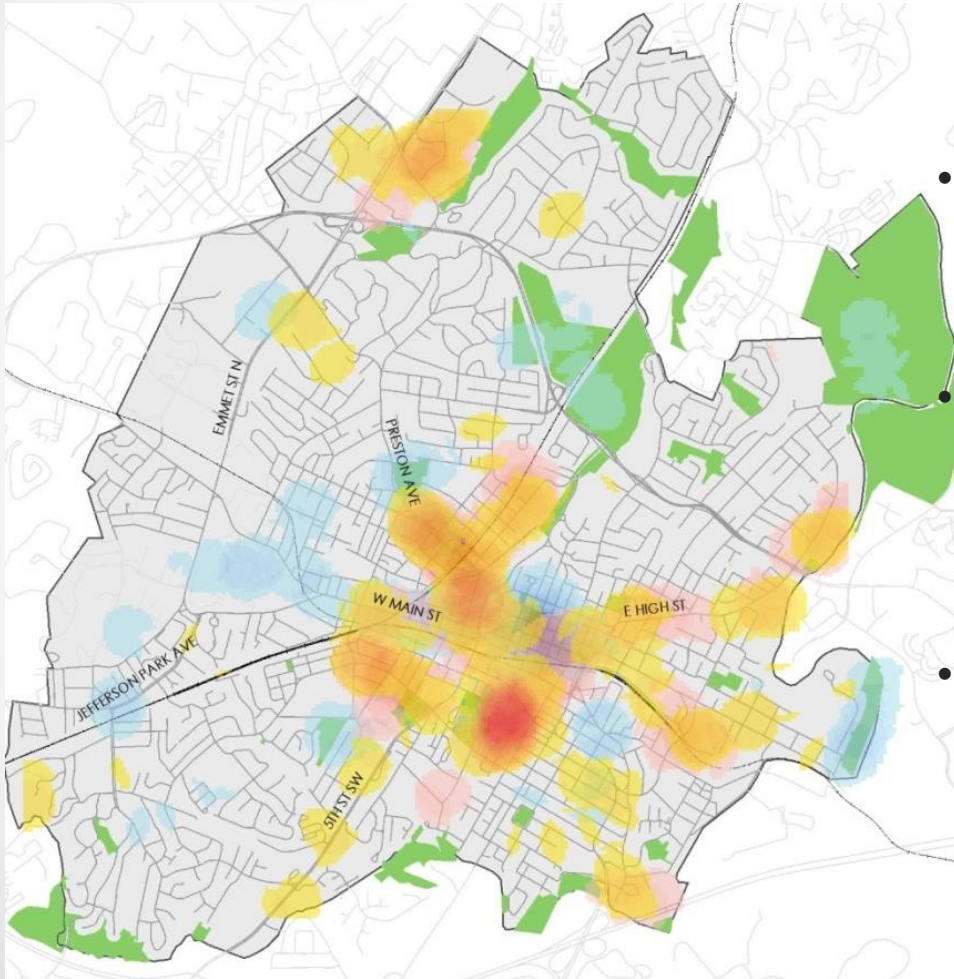 EMMET ST N
PRESTON AVE
W MAIN ST
E HIGH ST
JEFFERSON PARK AVE
5TH ST SW